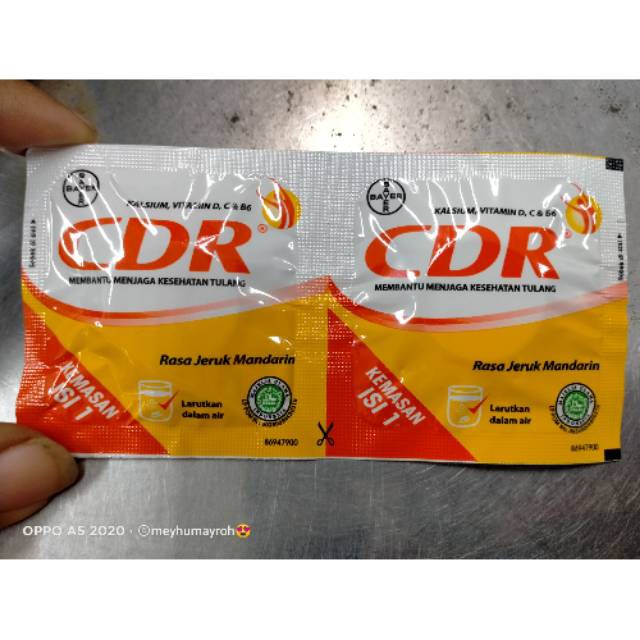 BAYER
KALSIUM, VITAMIN D, C & B6
CDR®
MEMBANTU MENJAGA KESEHATAN TULANG
Rasa Jeruk Mandarin
KEMASAN
ISI 1
Larutkan
dalam air
86947900
BAYER
KALSIUM, VITAMIN D, C & B6
CDR
MEMBANTU MENJAGA KESEHATAN TULANG
Rasa Jeruk Mandarin
KEMASAN
ISI 1
Larutkan
dalam air
86947900
OPPO A5 2020 · ©meyhumayroh😍